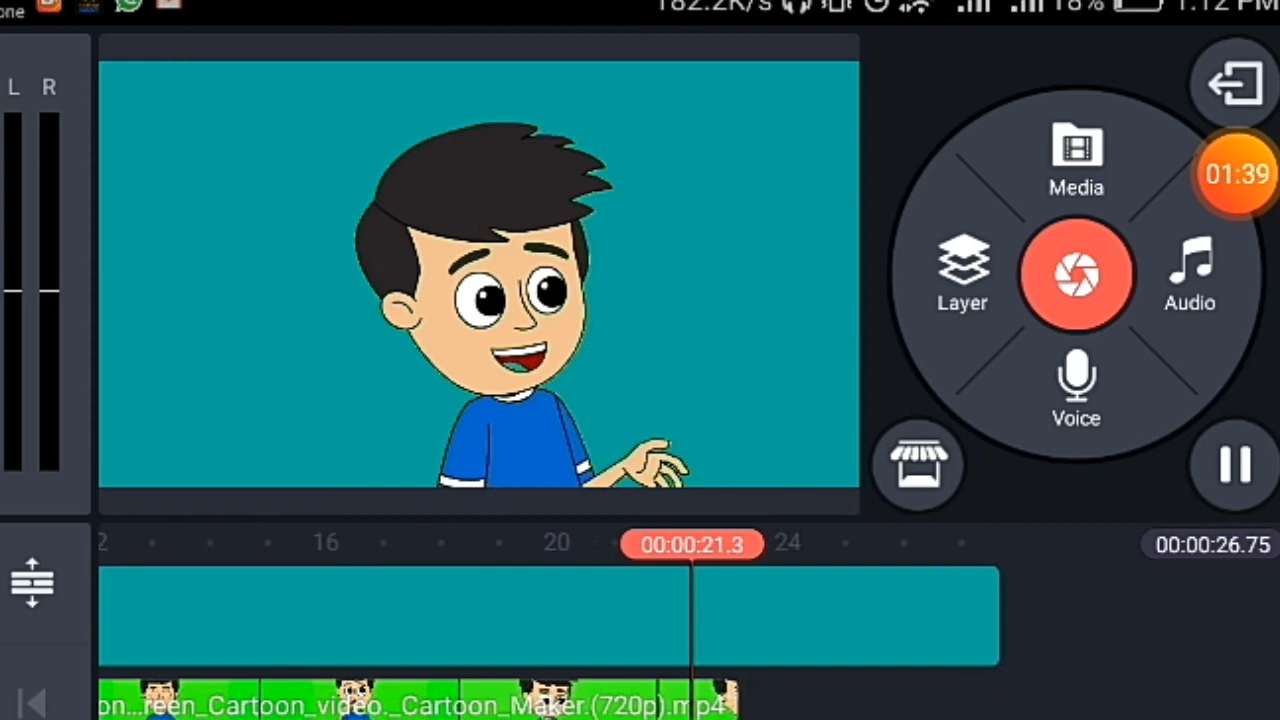 one
182.2K/s 18% 1:12 PM
L R
Media
01:39
Layer
Audio
Voice
2 16 20 00:00:21.3 24 00:00:26.75
on...reen_Cartoon_video._Cartoon_Maker.(720p).mp4